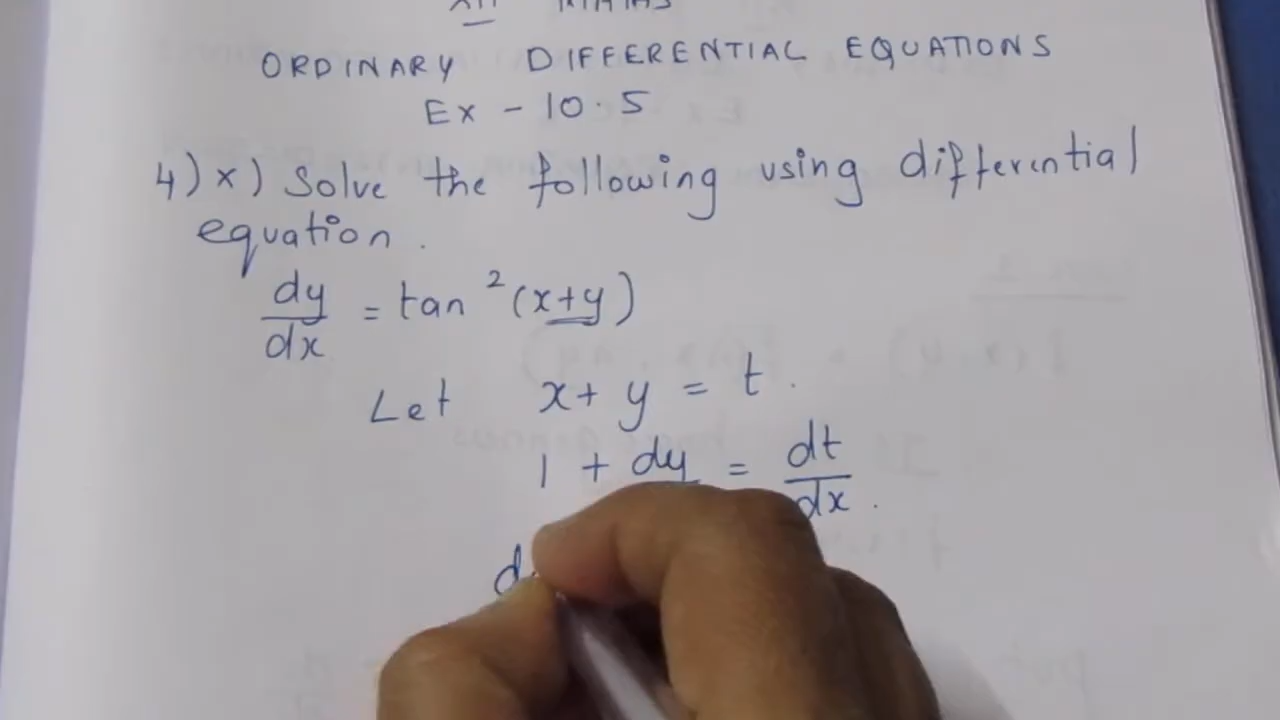 ORDINARY DIFFERENTIAL EQUATIONS
Ex - 10.5
4) x) Solve the following using differential
equation.
dy/dx = tan²(x+y)
Let x+y = t.
1 + dy = dt/dx.
d